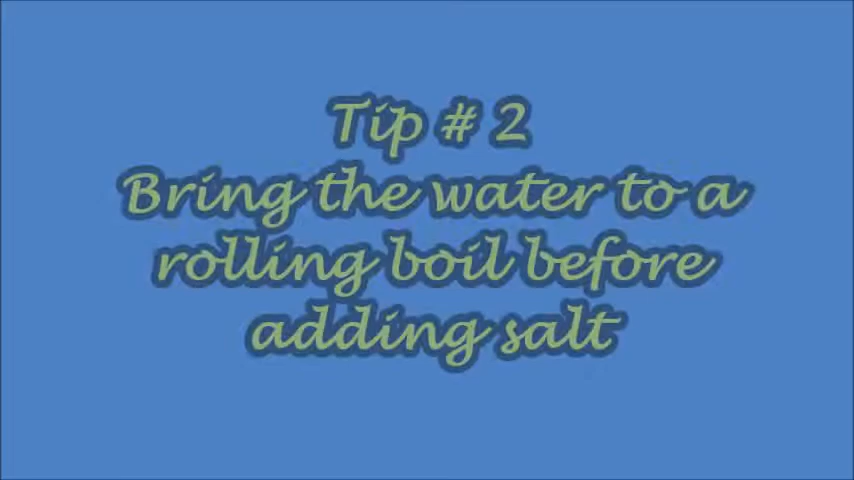 Tip # 2
Bring the water to a
rolling boil before
adding salt